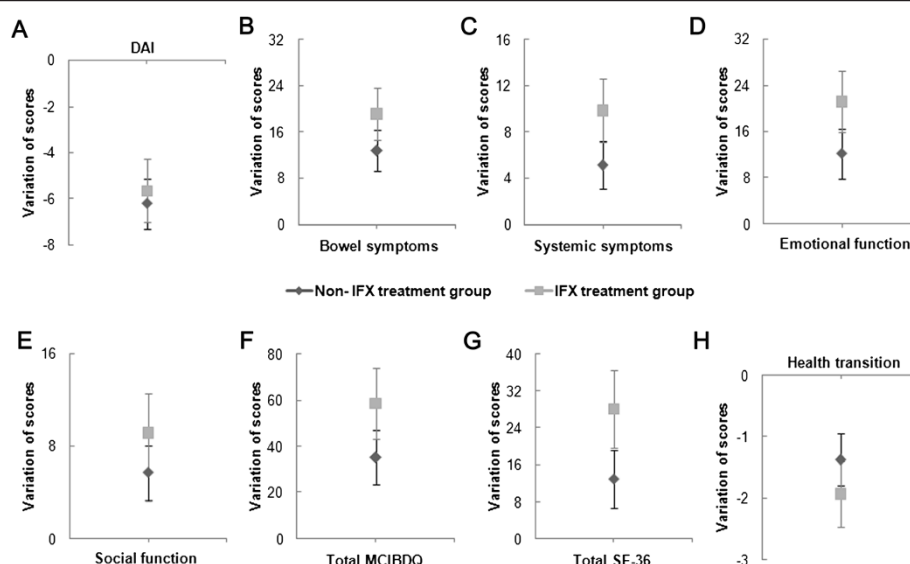 A
DAI
Variation of scores
0
-2
-4
-6
-8
B
Variation of scores
32
24
16
8
0
Bowel symptoms
C
Variation of scores
16
12
8
4
0
Systemic symptoms
D
Variation of scores
32
24
16
8
0
Emotional function
Non- IFX treatment group
IFX treatment group
E
Variation of scores
16
8
0
Social function
F
Variation of scores
80
60
40
20
0
Total MCIBDQ
G
Variation of scores
40
32
24
16
8
0
Total SF-36
H
Health transition
Variation of scores
0
-1
-2
-3